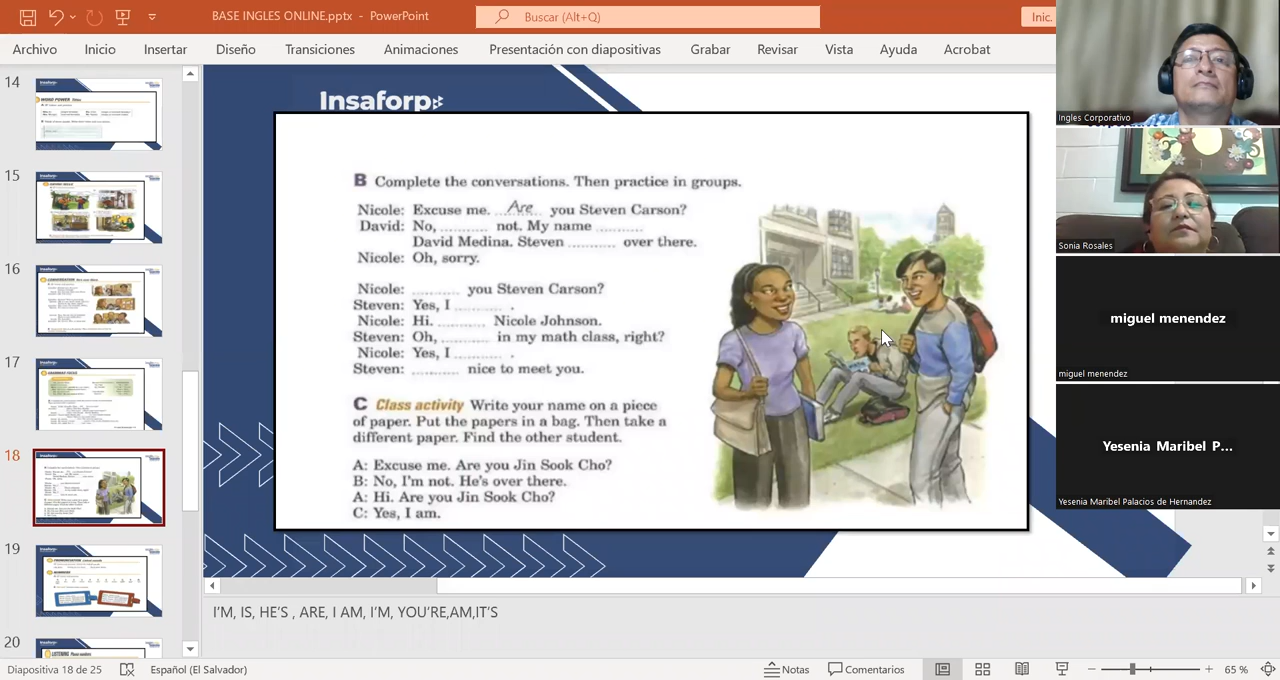 BASE INGLES ONLINE.pptx - PowerPoint
Buscar (Alt+Q)
Inic.
Archivo Inicio Insertar Diseño Transiciones Animaciones Presentación con diapositivas Grabar Revisar Vista Ayuda Acrobat
14
15
16
17
18
19
20
Insaforp
B Complete the conversations. Then practice in groups.
Nicole: Excuse me. Are you Steven Carson?
David: No, .......... not. My name ..........
David Medina. Steven .......... over there.
Nicole: Oh, sorry.
Nicole: .......... you Steven Carson?
Steven: Yes, I .......... .
Nicole: Hi. .......... Nicole Johnson.
Steven: Oh, .......... in my math class, right?
Nicole: Yes, I .......... .
Steven: .......... nice to meet you.
C Class activity Write your name on a piece
of paper. Put the papers in a bag. Then take a
different paper. Find the other student.
A: Excuse me. Are you Jin Sook Cho?
B: No, I'm not. He's over there.
A: Hi. Are you Jin Sook Cho?
C: Yes, I am.
Ingles Corporativo
Sonia Rosales
miguel menendez
miguel menendez
Yesenia Maribel P...
Yesenia Maribel Palacios de Hernandez
I'M, IS, HE'S , ARE, I AM, I'M, YOU'RE,AM,IT'S
Diapositiva 18 de 25 Español (El Salvador) Notas Comentarios 65 %